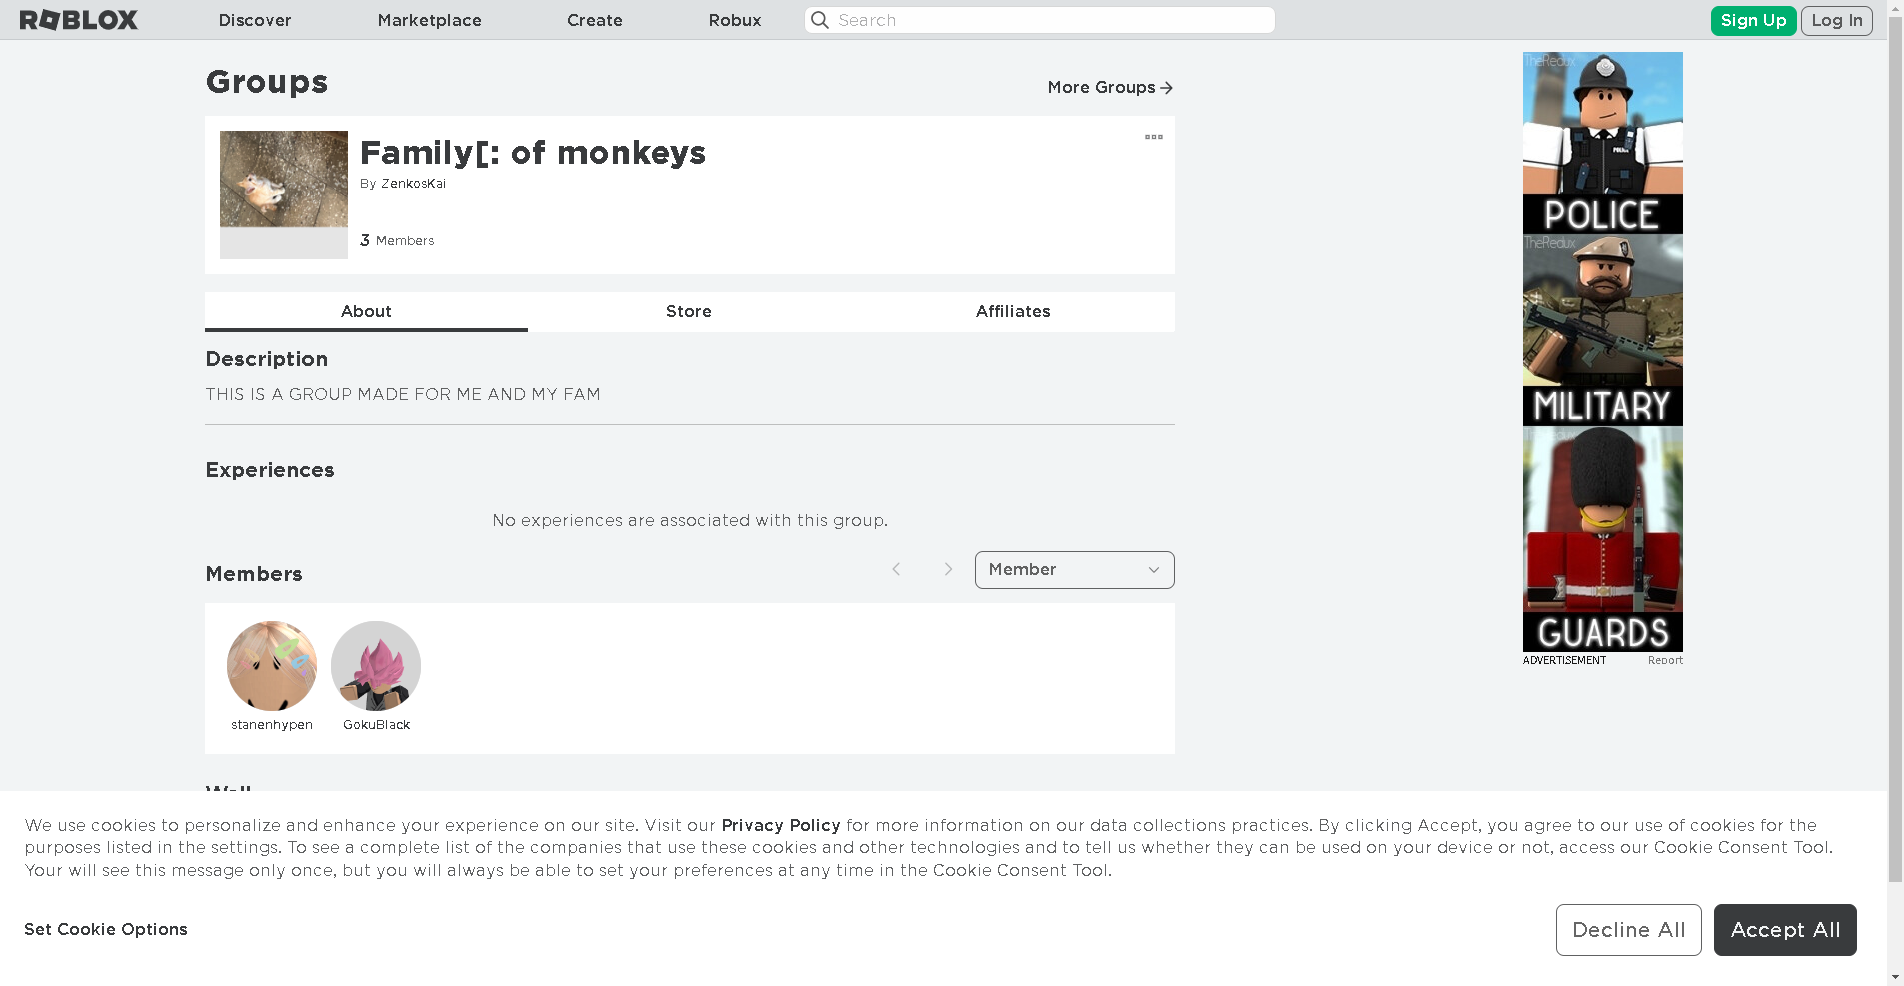 ROBLOX
Discover
Marketplace
Create
Robux
Search
Sign Up
Log In
Groups
More Groups
Family[: of monkeys
By ZenkosKai
3 Members
About
Store
Affiliates
Description
THIS IS A GROUP MADE FOR ME AND MY FAM
Experiences
No experiences are associated with this group.
Members
Member
stanenhypen
GokuBlack
Wall
We use cookies to personalize and enhance your experience on our site. Visit our Privacy Policy for more information on our data collections practices. By clicking Accept, you agree to our use of cookies for the
purposes listed in the settings. To see a complete list of the companies that use these cookies and other technologies and to tell us whether they can be used on your device or not, access our Cookie Consent Tool.
Your will see this message only once, but you will always be able to set your preferences at any time in the Cookie Consent Tool.
Set Cookie Options
Decline All
Accept All
TheRedux
POLICE
POLICE
TheRedux
MILITARY
TheRedux
GUARDS
ADVERTISEMENT
Report